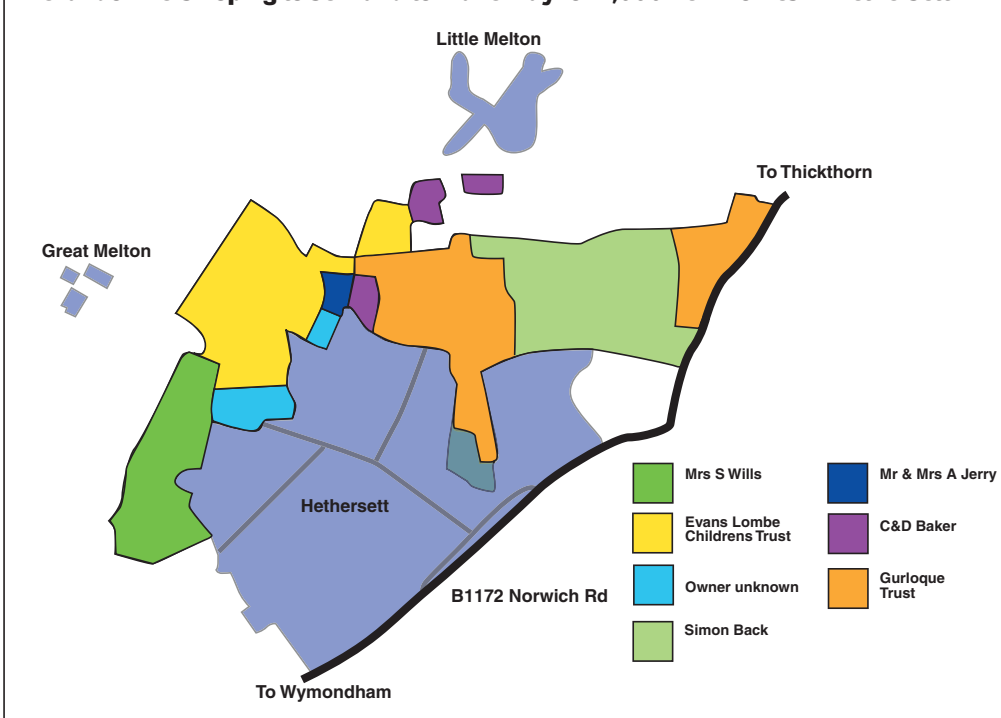 Little Melton
To Thickthorn
Great Melton
Hethersett
B1172 Norwich Rd
To Wymondham
Mrs S Wills
Evans Lombe
Childrens Trust
Owner unknown
Simon Back
Mr & Mrs A Jerry
C&D Baker
Gurloque
Trust